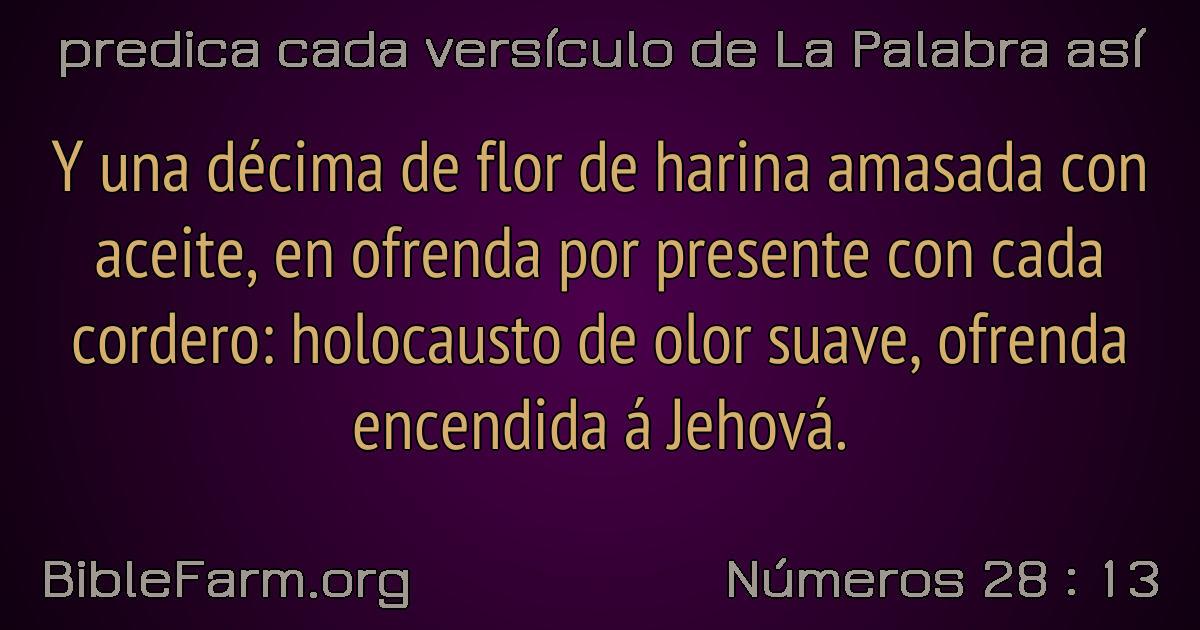 predica cada versículo de La Palabra así
Y una décima de flor de harina amasada con
aceite, en ofrenda por presente con cada
cordero: holocausto de olor suave, ofrenda
encendida á Jehová.
BibleFarm.org
Números 28 : 13